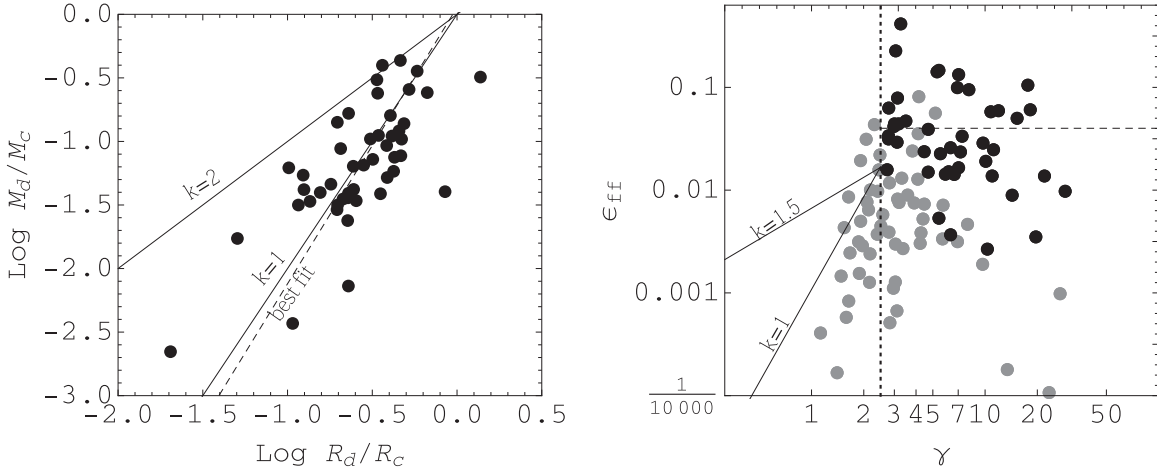 0.0
-0.5
-1.0
-1.5
-2.0
-2.5
-3.0
-2.0 -1.5 -1.0 -0.5 0.0 0.5
Log M_d/M_c
Log R_d/R_c
k=2
k=1
best fit
0.1
0.01
0.001
1
10 000
1 2 3 4 5 7 10 20 50
ϵ_ff
γ
k=1.5
k=1